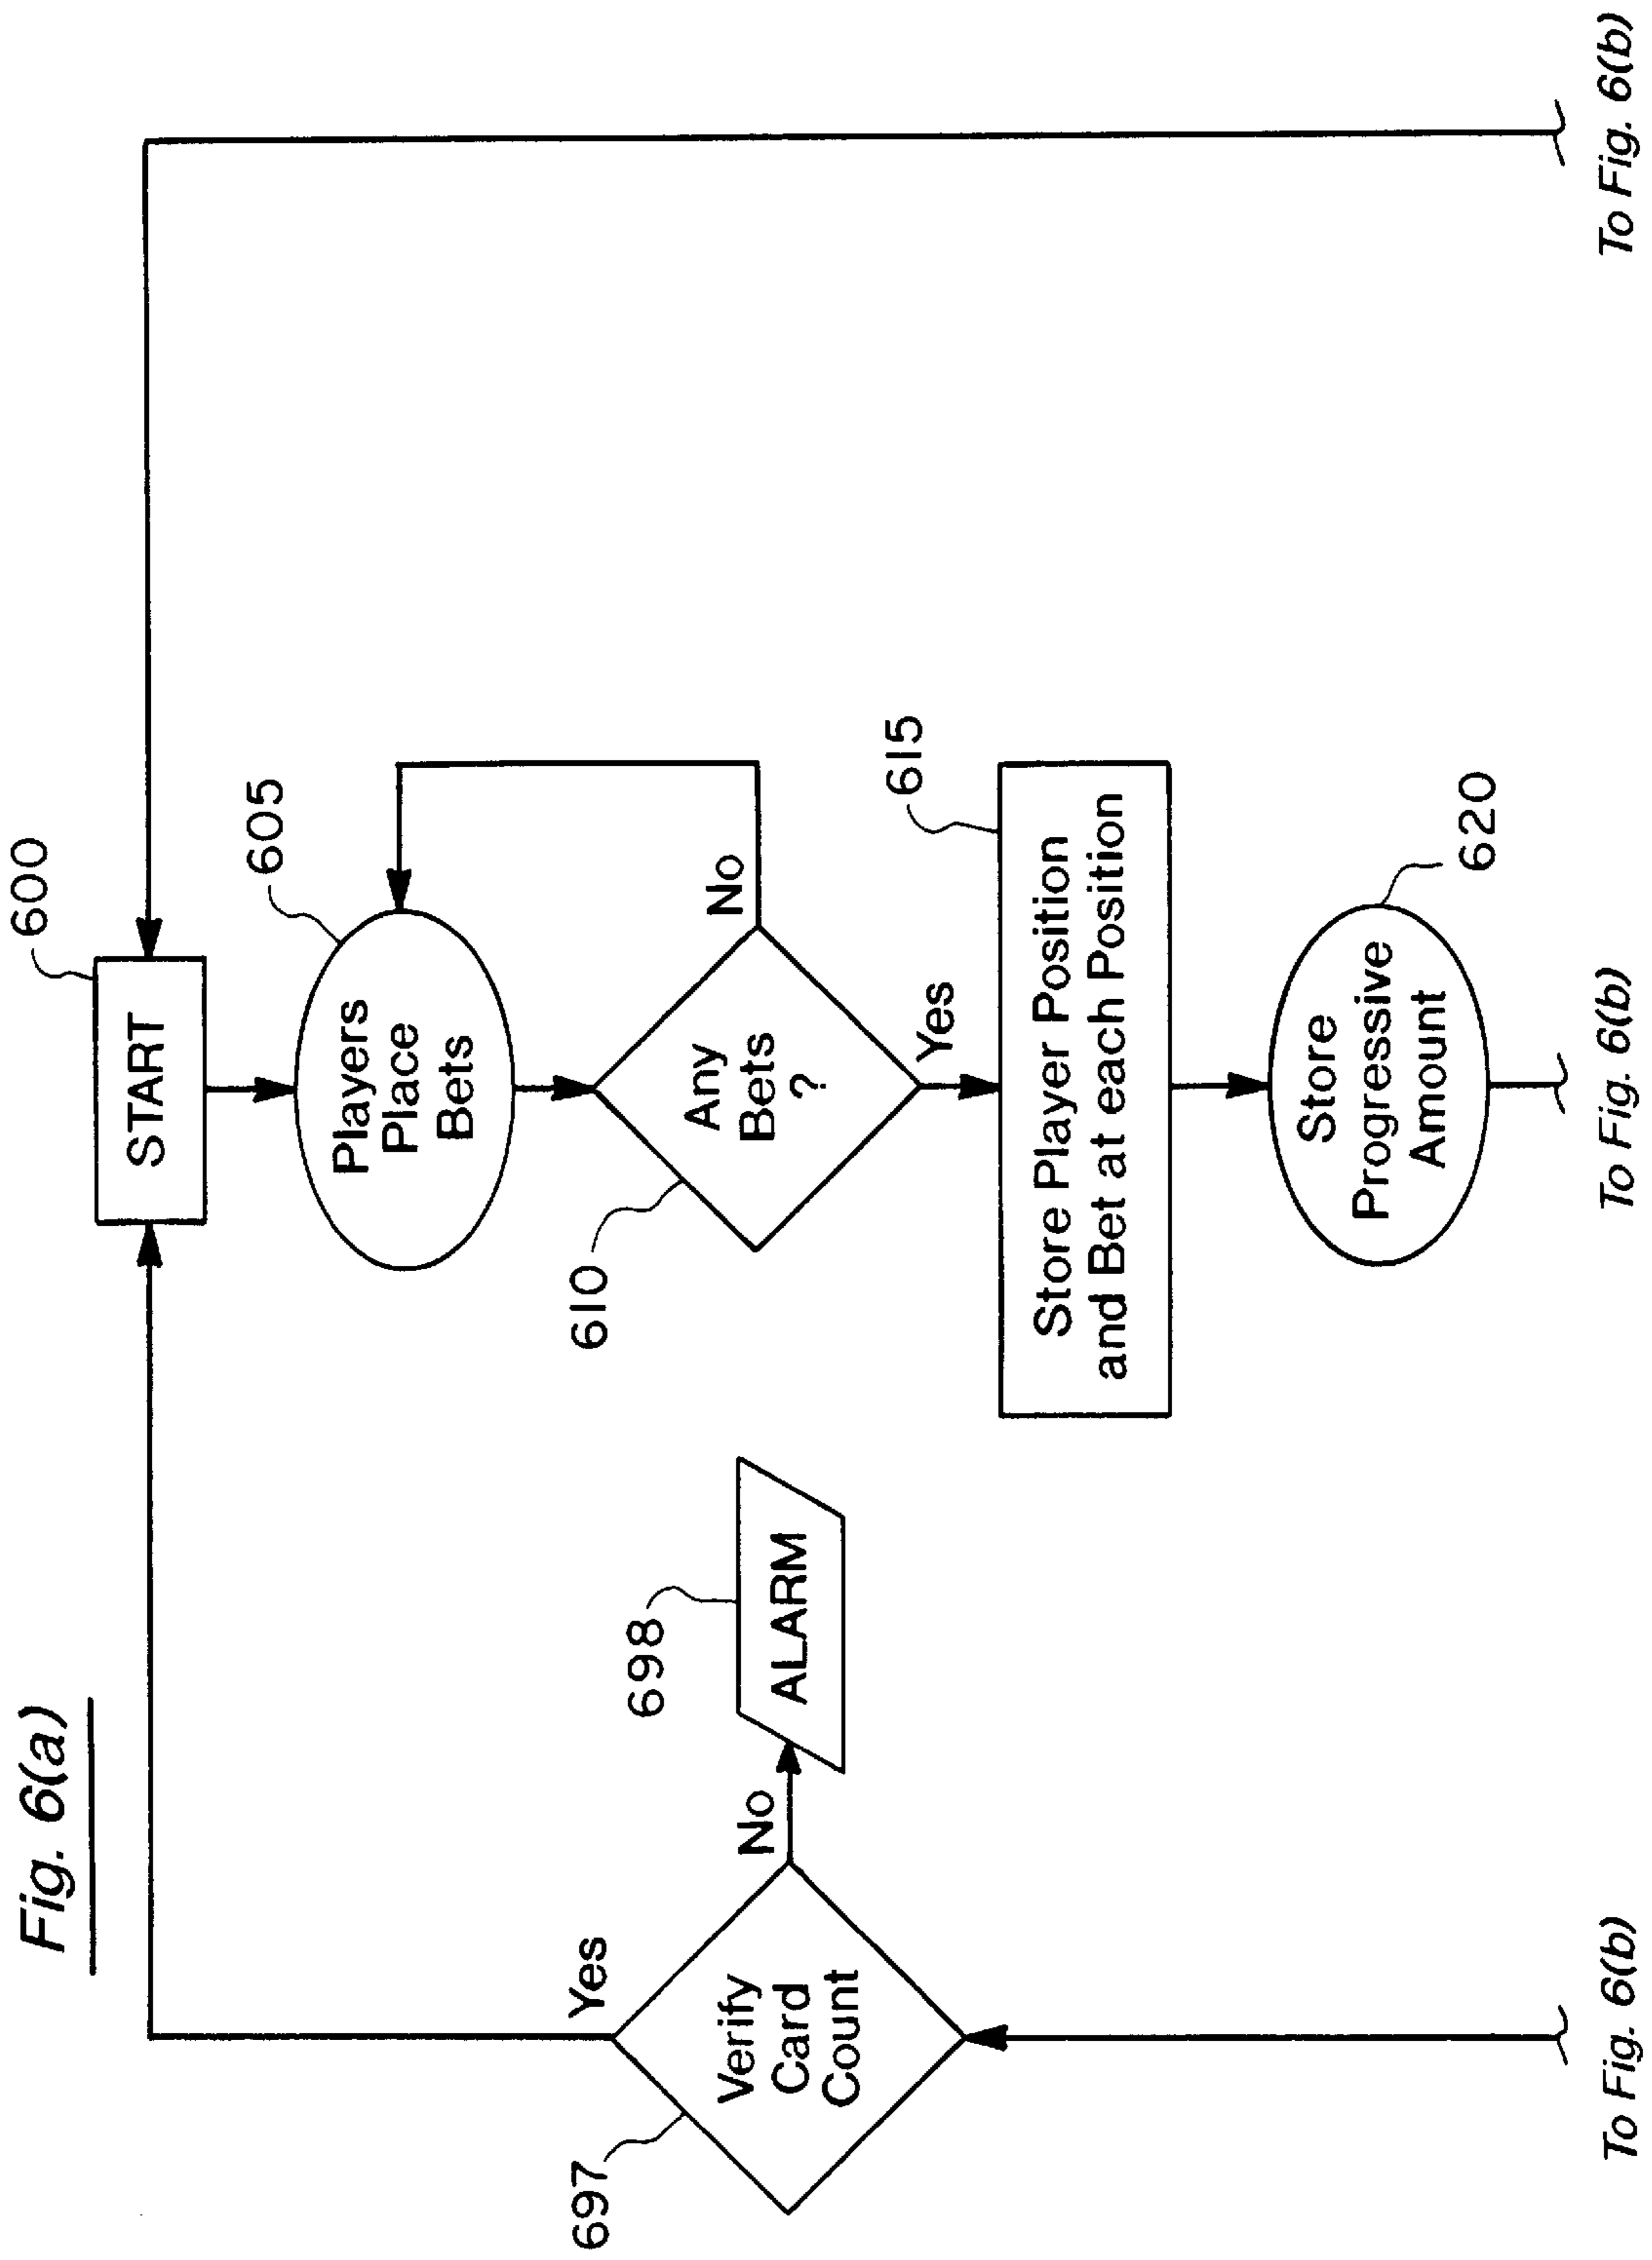 Fig. 6(a)
600
START
605
Players
Place
Bets
610
Any
Bets
?
No
Yes
615
Store Player Position
and Bet at each Position
620
Store
Progressive
Amount
697
Verify
Card
Count
Yes
No
698
ALARM
To Fig. 6(b)
To Fig. 6(b)
To Fig. 6(b)